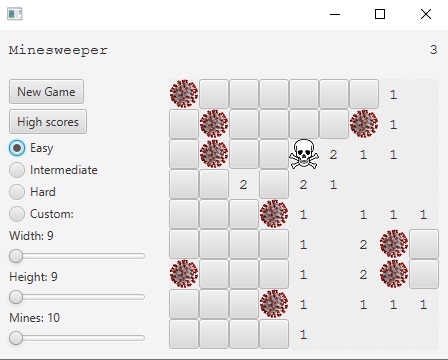 Minesweeper 3
New Game
High scores
Easy
Intermediate
Hard
Custom:
Width: 9
Height: 9
Mines: 10
1
1
2 1 1
2 2 1
1 1 1 1
1 2
1 2
1 1 1 1
1